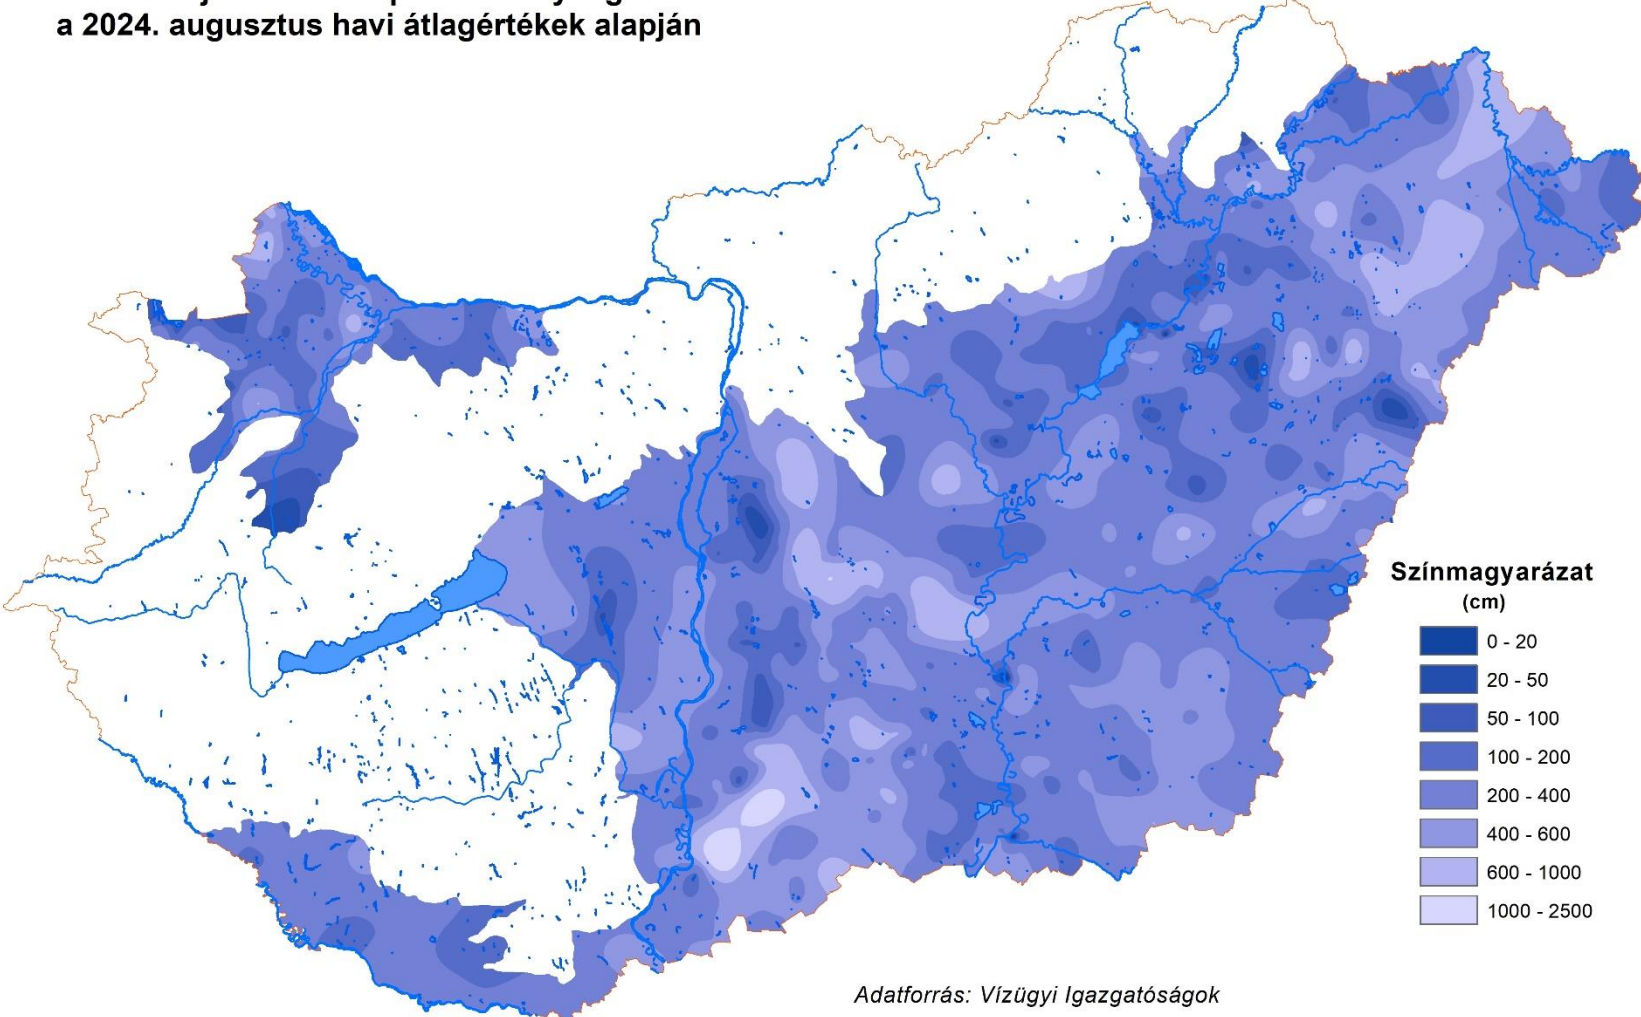 a 2024. augusztus havi átlagértékek alapján
Színmagyarázat
(cm)
0 - 20
20 - 50
50 - 100
100 - 200
200 - 400
400 - 600
600 - 1000
1000 - 2500
Adatforrás: Vízügyi Igazgatóságok